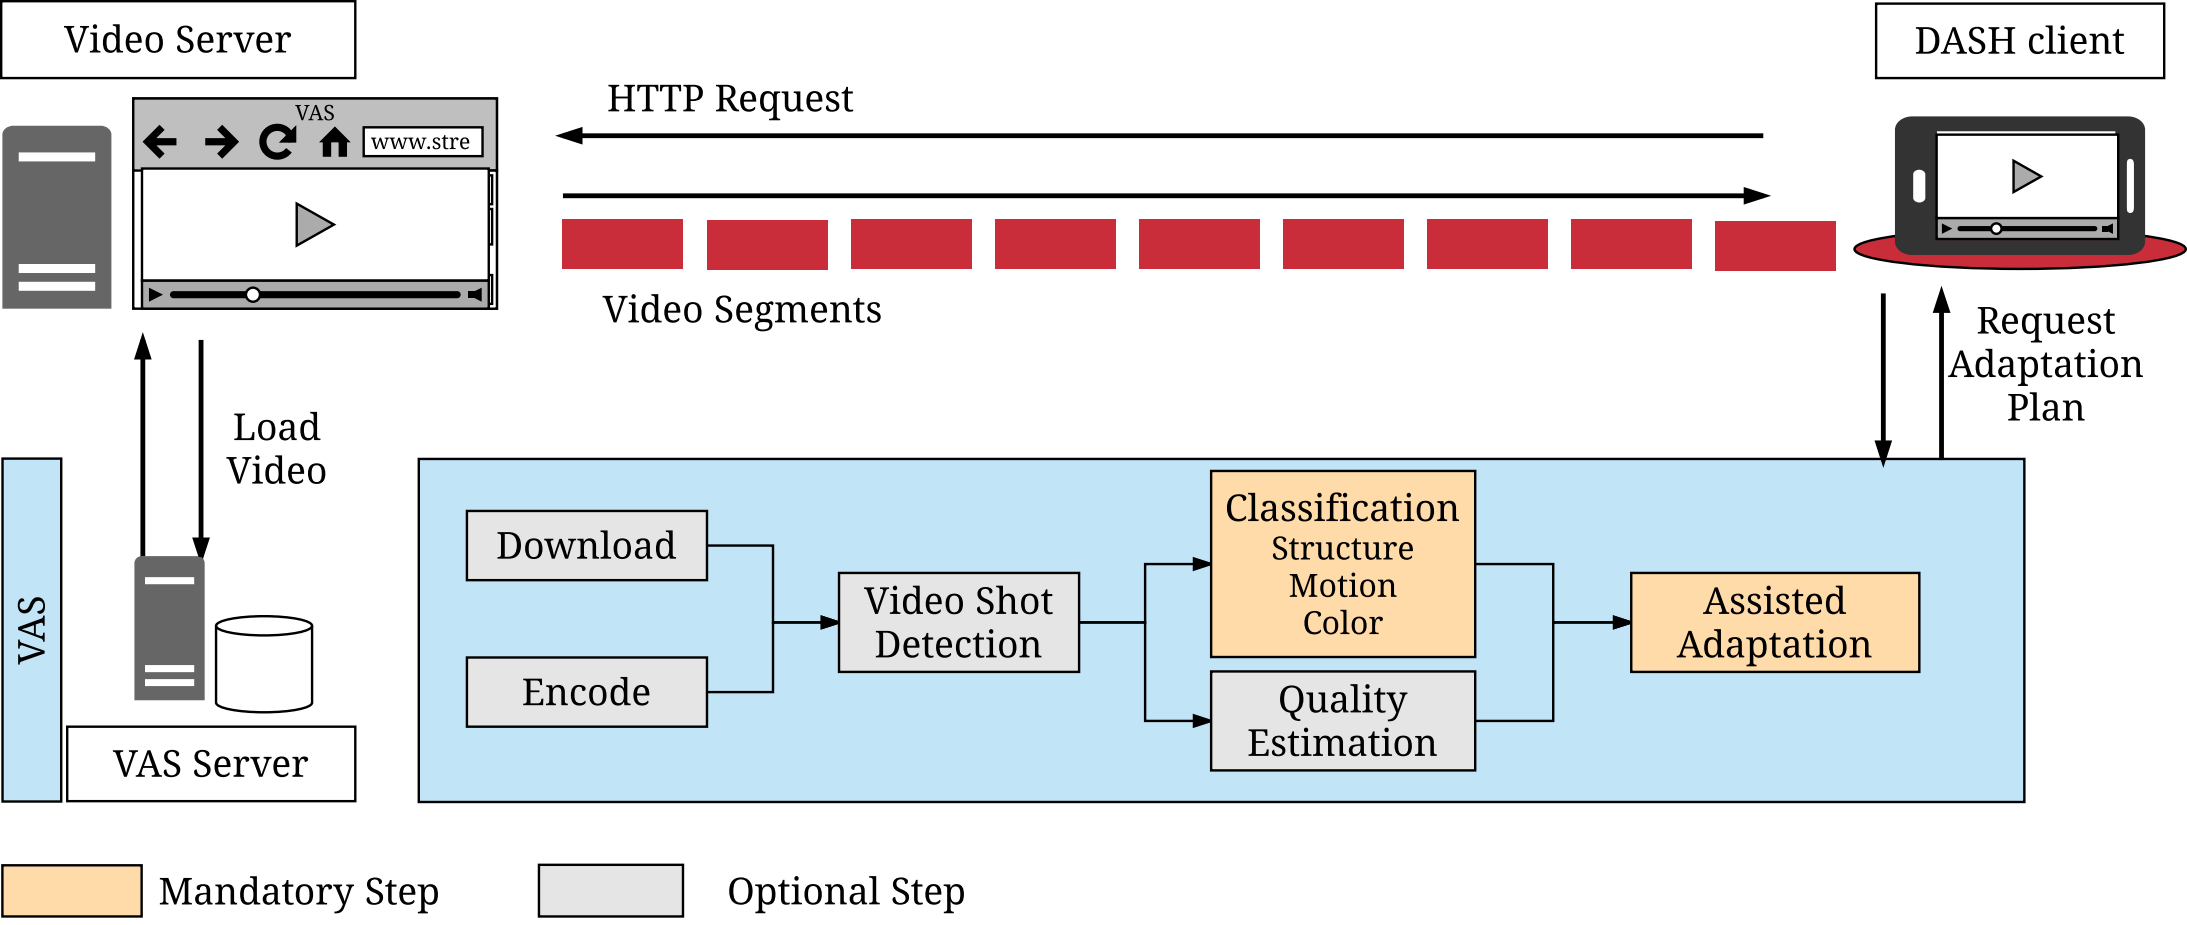 Video Server
DASH client
VAS
www.stre
HTTP Request
Video Segments
Request
Adaptation
Plan
Load
Video
VAS
VAS Server
Download
Encode
Video Shot
Detection
Classification
Structure
Motion
Color
Quality
Estimation
Assisted
Adaptation
Mandatory Step
Optional Step